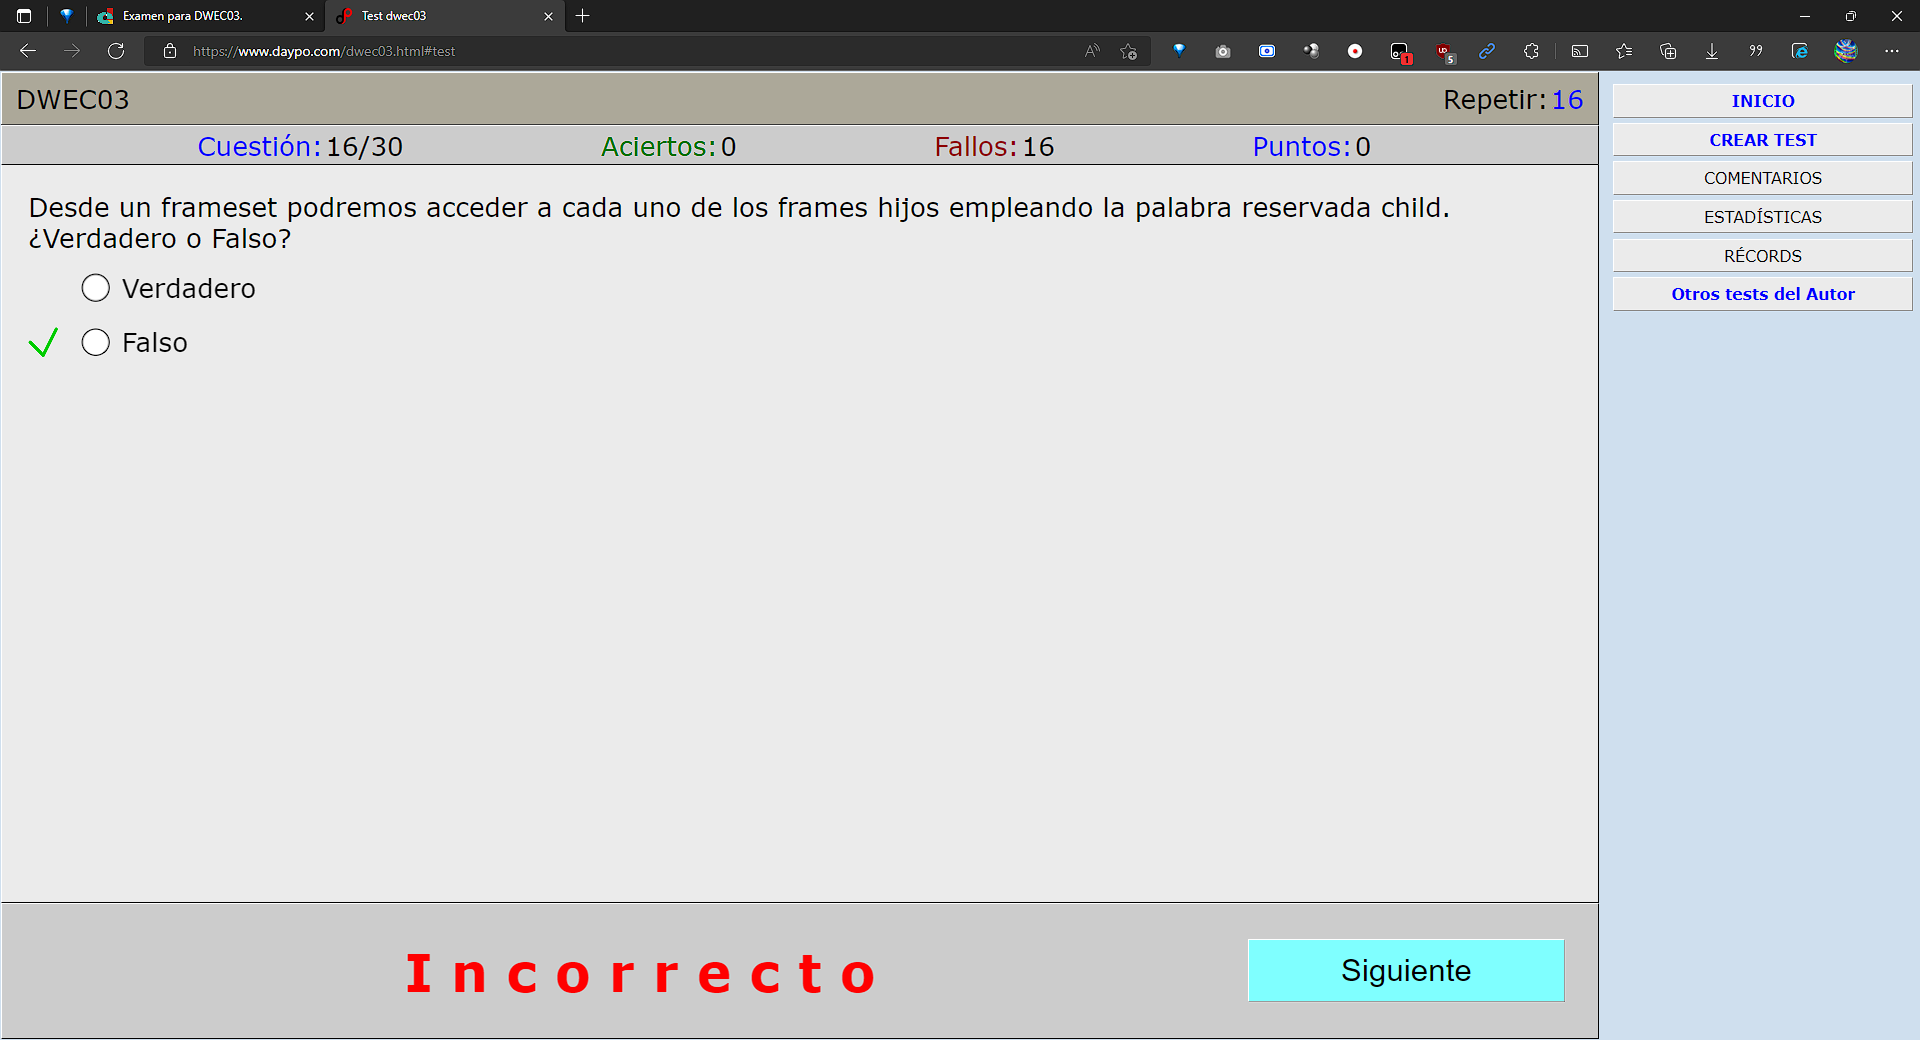 Examen para DWEC03.
Test dwec03
https://www.daypo.com/dwec03.html#test
1
5
DWEC03
Repetir: 16
Cuestión: 16/30
Aciertos: 0
Fallos: 16
Puntos: 0
Desde un frameset podremos acceder a cada uno de los frames hijos empleando la palabra reservada child.
¿Verdadero o Falso?
Verdadero
Falso
Incorrecto
Siguiente
INICIO
CREAR TEST
COMENTARIOS
ESTADÍSTICAS
RÉCORDS
Otros tests del Autor